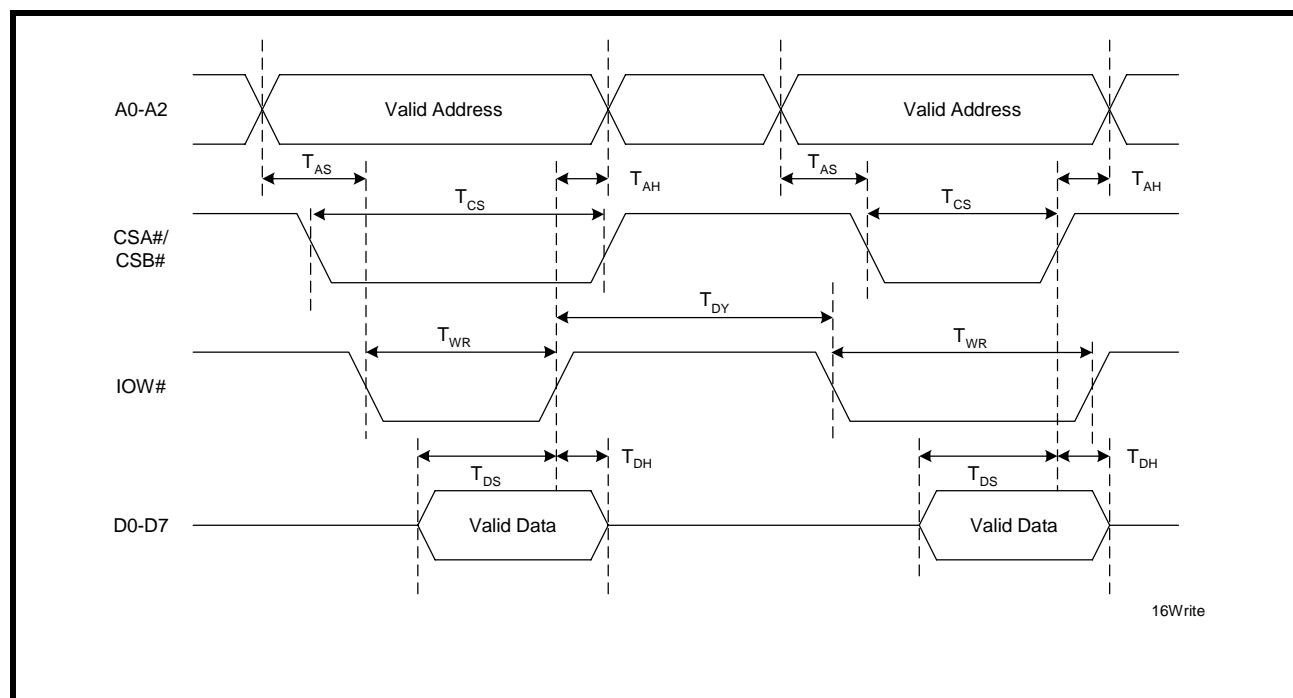 A0-A2
Valid Address
Valid Address
TAS
TAH
TAS
TAH
TCS
TCS
CSA#/
CSB#
TDY
TWR
TWR
IOW#
TDS
TDH
TDS
TDH
D0-D7
Valid Data
Valid Data
16Write